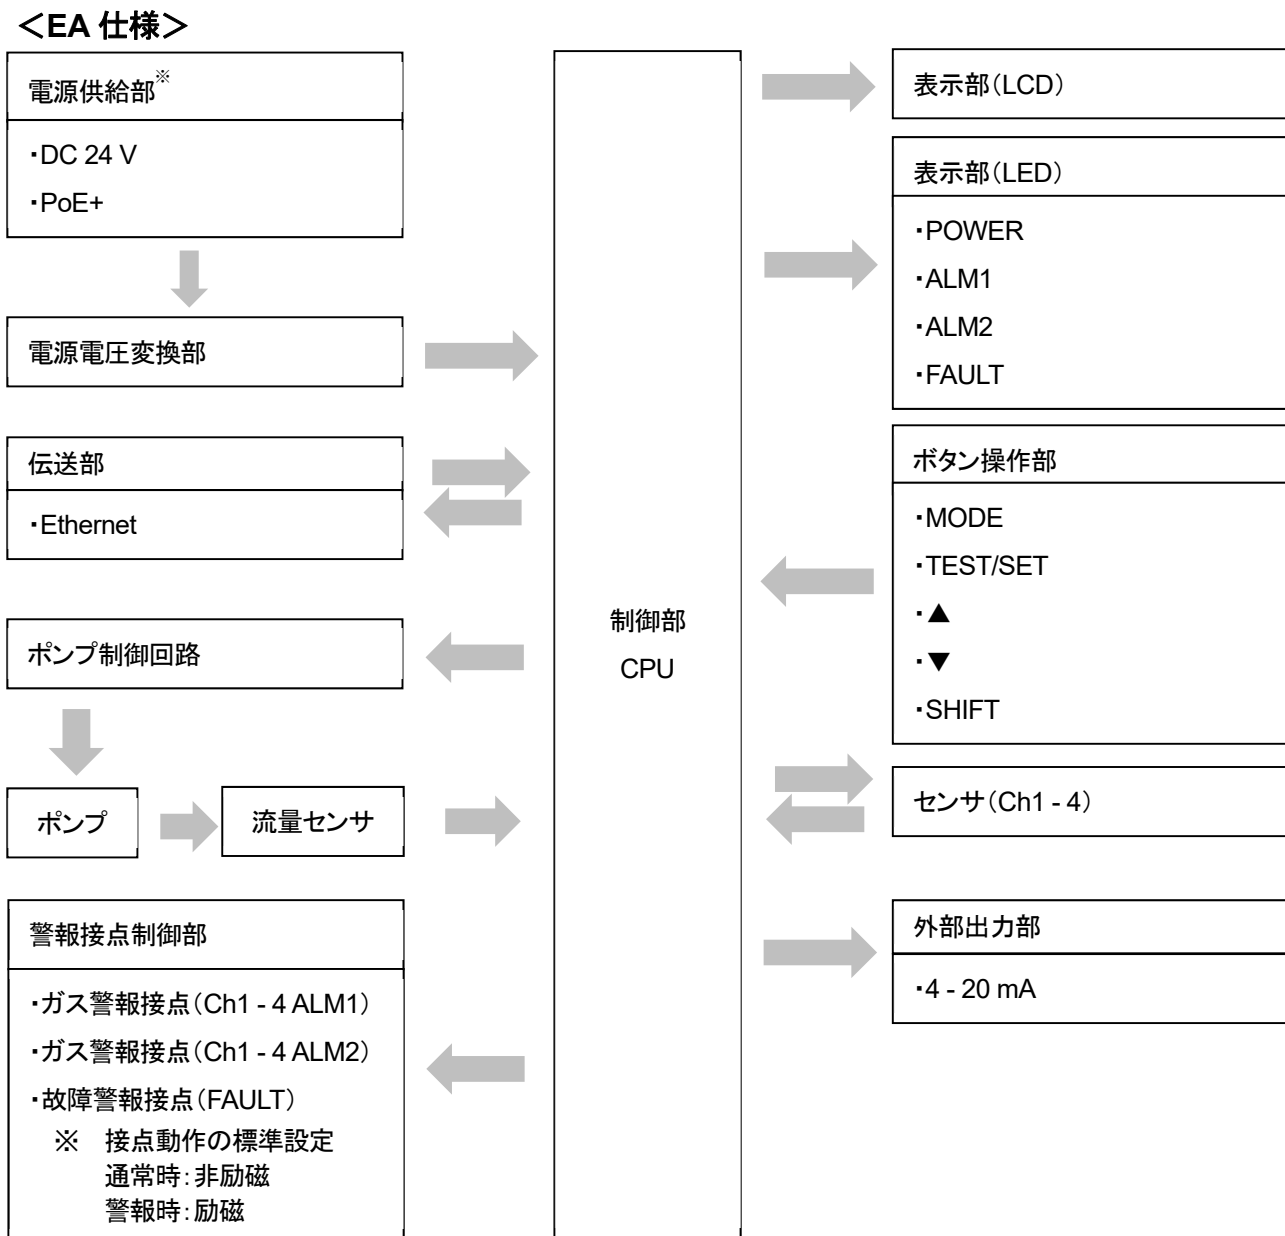 ＜EA 仕様＞
電源供給部※
・DC 24 V
・PoE+
電源電圧変換部
伝送部
・Ethernet
ポンプ制御回路
ポンプ
流量センサ
警報接点制御部
・ガス警報接点（Ch1 - 4 ALM1）
・ガス警報接点（Ch1 - 4 ALM2）
・故障警報接点（FAULT）
※　接点動作の標準設定
通常時：非励磁
警報時：励磁
制御部
CPU
表示部（LCD）
表示部（LED）
・POWER
・ALM1
・ALM2
・FAULT
ボタン操作部
・MODE
・TEST/SET
・▲
・▼
・SHIFT
センサ（Ch1 - 4）
外部出力部
・4 - 20 mA